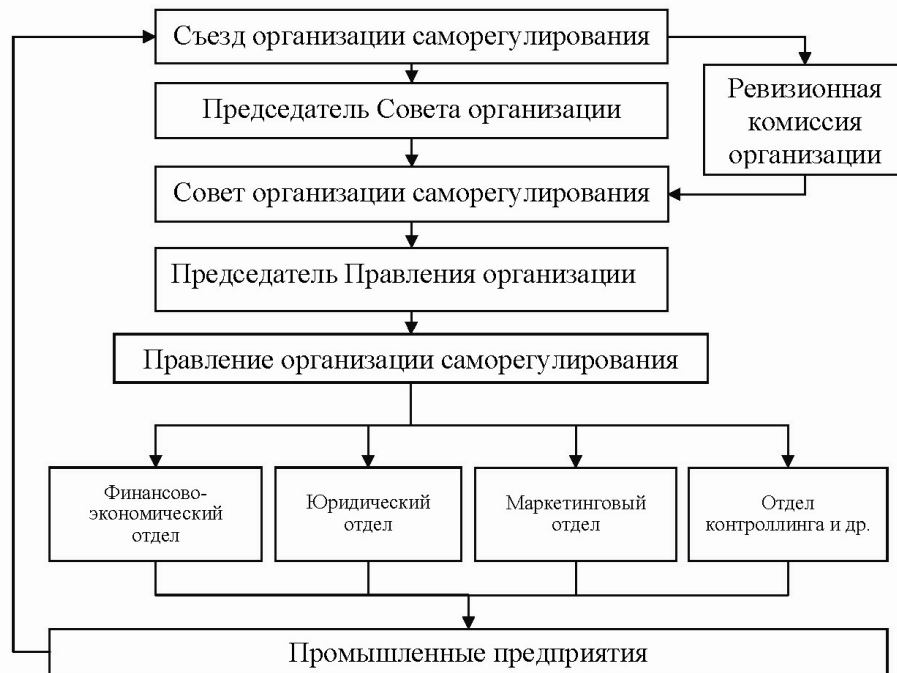 Съезд организации саморегулирования
Председатель Совета организации
Ревизионная
комиссия
организации
Совет организации саморегулирования
Председатель Правления организации
Правление организации саморегулирования
Финансово-
экономический
отдел
Юридический
отдел
Маркетинговый
отдел
Отдел
контроллинга и др.
Промышленные предприятия